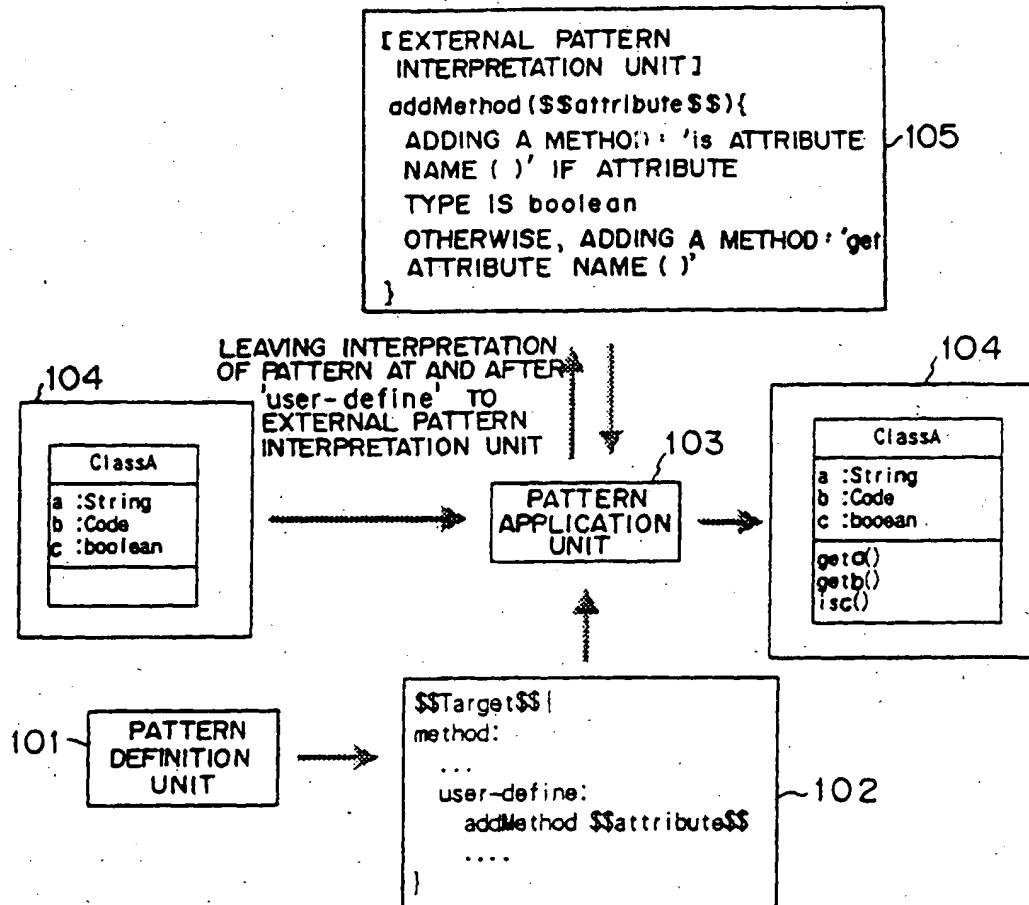 [EXTERNAL PATTERN
INTERPRETATION UNIT]
addMethod($$attribute$$){
ADDING A METHOD: 'is ATTRIBUTE
NAME ( )' IF ATTRIBUTE
TYPE IS boolean
OTHERWISE, ADDING A METHOD: 'get
ATTRIBUTE NAME ( )'
}
105
LEAVING INTERPRETATION
OF PATTERN AT AND AFTER
'user-define' TO
EXTERNAL PATTERN
INTERPRETATION UNIT
104
ClassA
a :String
b :Code
c :boolean
103
PATTERN
APPLICATION
UNIT
104
ClassA
a :String
b :Code
c :booean
geta()
getb()
isc()
101
PATTERN
DEFINITION
UNIT
$$Target$${
method:
...
user-define:
addMethod $$attribute$$
....
}
102